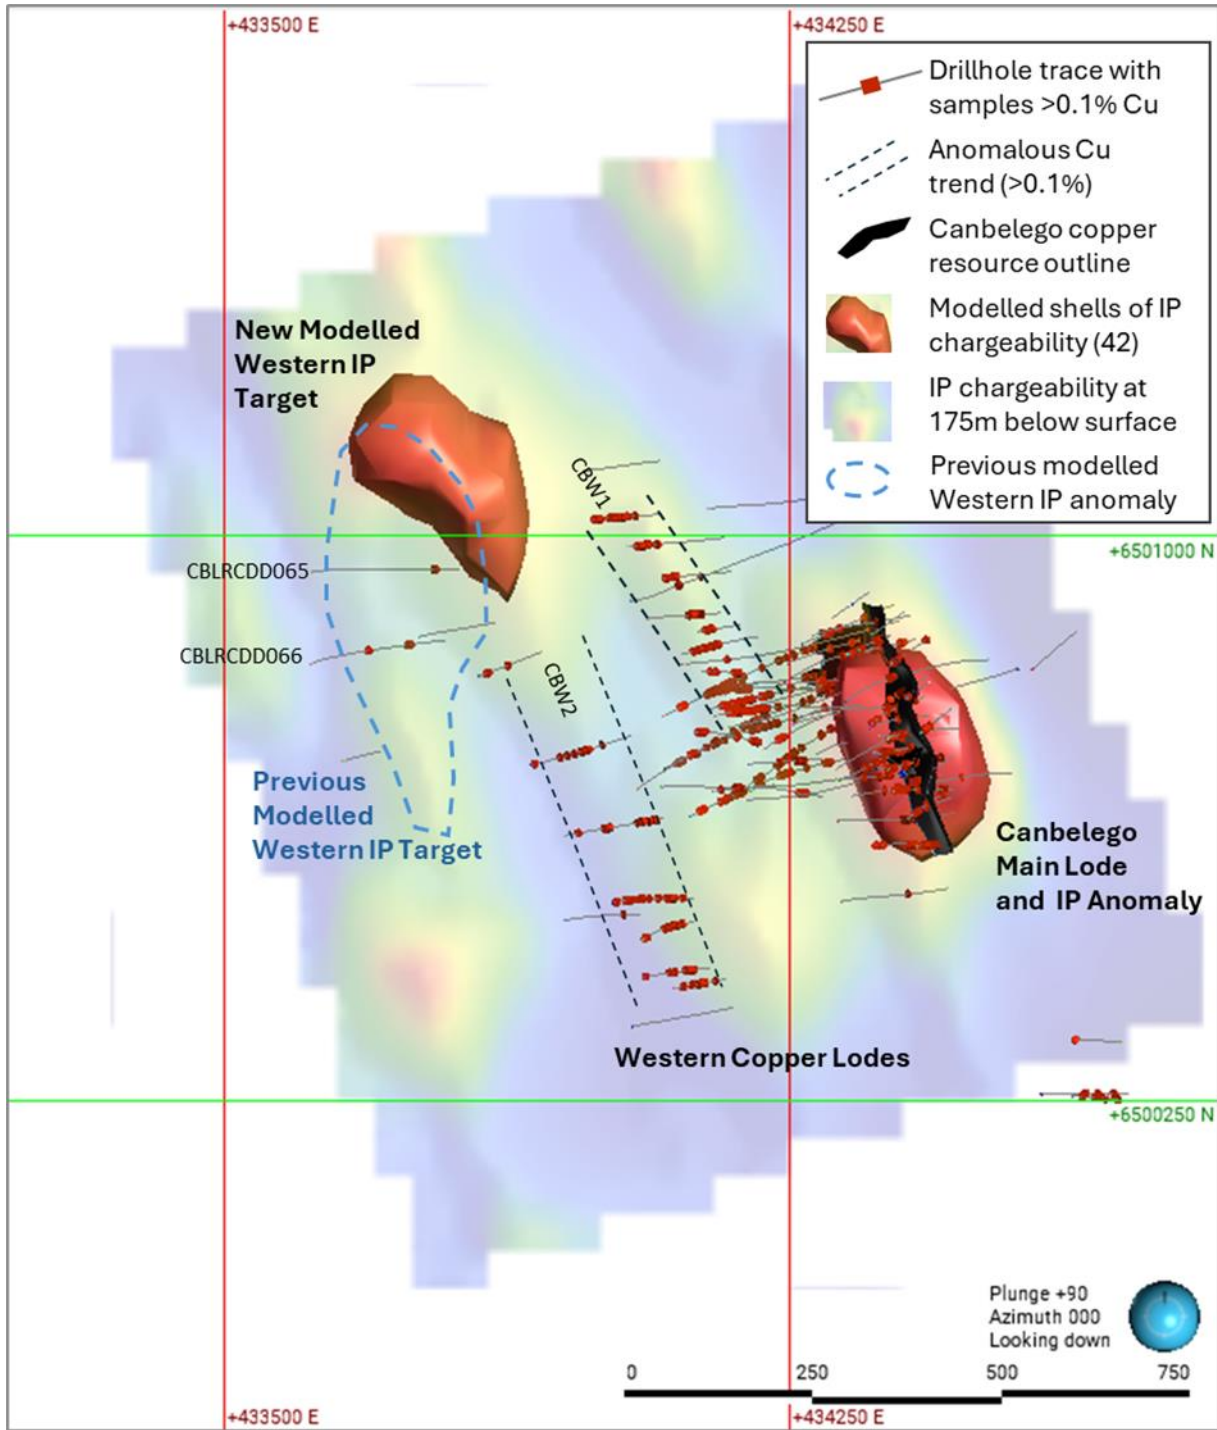 +433500 E
+434250 E
Drillhole trace with
samples >0.1% Cu
Anomalous Cu
trend (>0.1%)
Canbelego copper
resource outline
Modelled shells of IP
chargeability (42)
IP chargeability at
175m below surface
Previous modelled
Western IP anomaly
New Modelled
Western IP
Target
CBW1
+6501000 N
CBLRCDD065
CBLRCDD066
CBW2
Previous
Modelled
Western IP Target
Canbelego
Main Lode
and IP Anomaly
Western Copper Lodes
+6500250 N
Plunge +90
Azimuth 000
Looking down
0 250 500 750
+433500 E
+434250 E